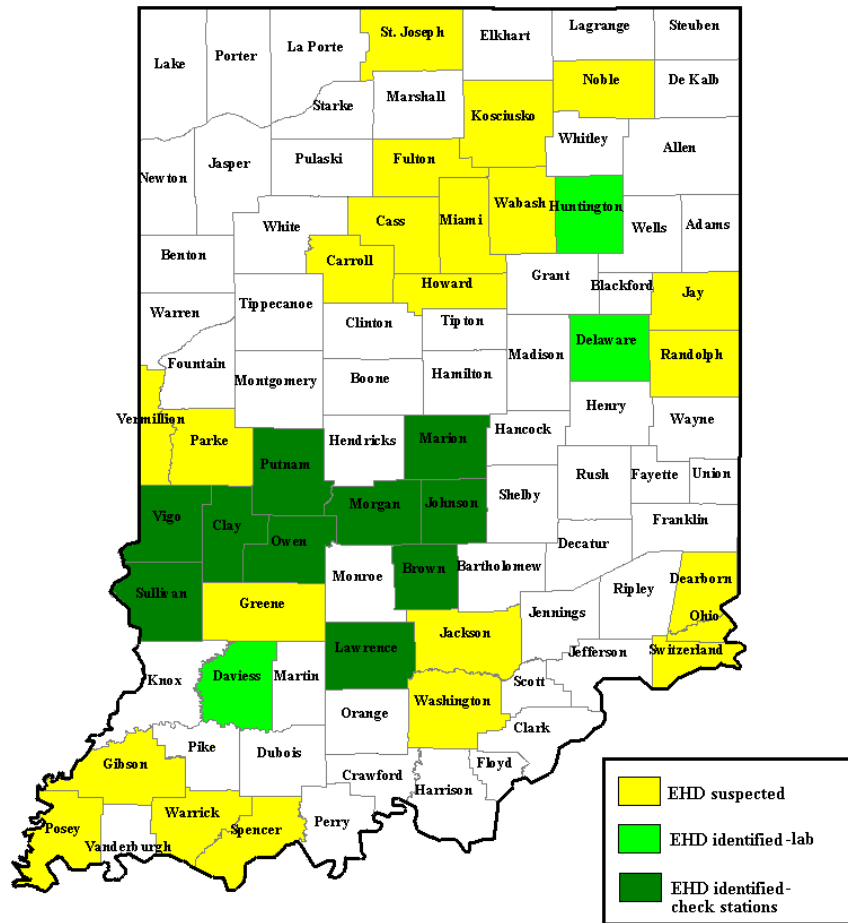 St. Joseph
Elkhart
Lagrange
Steuben
Lake
Porter
La Porte
Noble
De Kalb
Starke
Marshall
Kosciusko
Whitley
Allen
Newton
Jasper
Pulaski
Fulton
White
Cass
Miami
Wabash
Huntington
Wells
Adams
Benton
Carroll
Howard
Grant
Blackford
Jay
Warren
Tippecanoe
Clinton
Tipton
Madison
Delaware
Randolph
Fountain
Montgomery
Boone
Hamilton
Henry
Wayne
Vermillion
Parke
Putnam
Hendricks
Marion
Hancock
Rush
Fayette
Union
Vigo
Clay
Owen
Morgan
Johnson
Shelby
Franklin
Decatur
Sullivan
Greene
Monroe
Brown
Bartholomew
Jennings
Ripley
Dearborn
Ohio
Knox
Daviess
Martin
Lawrence
Jackson
Jefferson
Switzerland
Scott
Washington
Orange
Clark
Gibson
Pike
Dubois
Crawford
Floyd
Harrison
Posey
Vanderburgh
Warrick
Spencer
Perry
EHD suspected
EHD identified-lab
EHD identified-
check stations